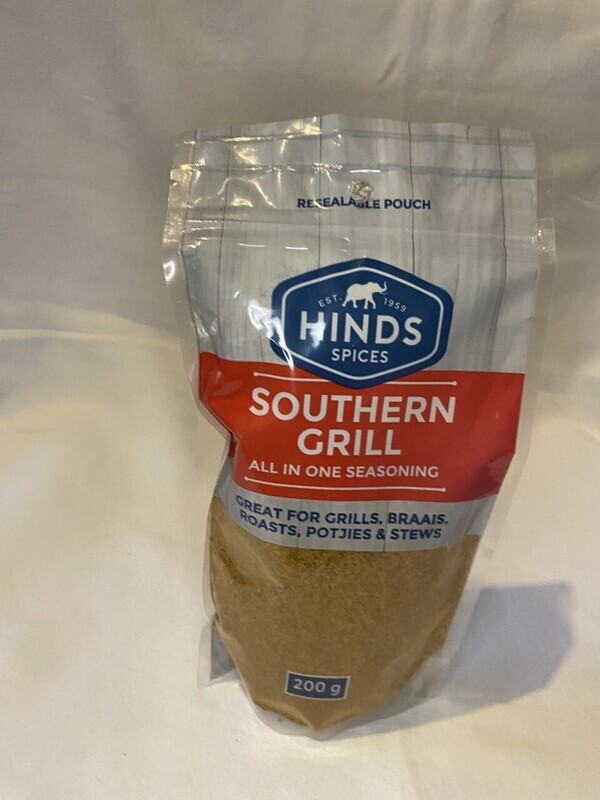 RESEALABLE POUCH
EST. 1959
HINDS
SPICES
SOUTHERN
GRILL
ALL IN ONE SEASONING
GREAT FOR GRILLS, BRAAIS,
ROASTS, POTJIES & STEWS
200 g